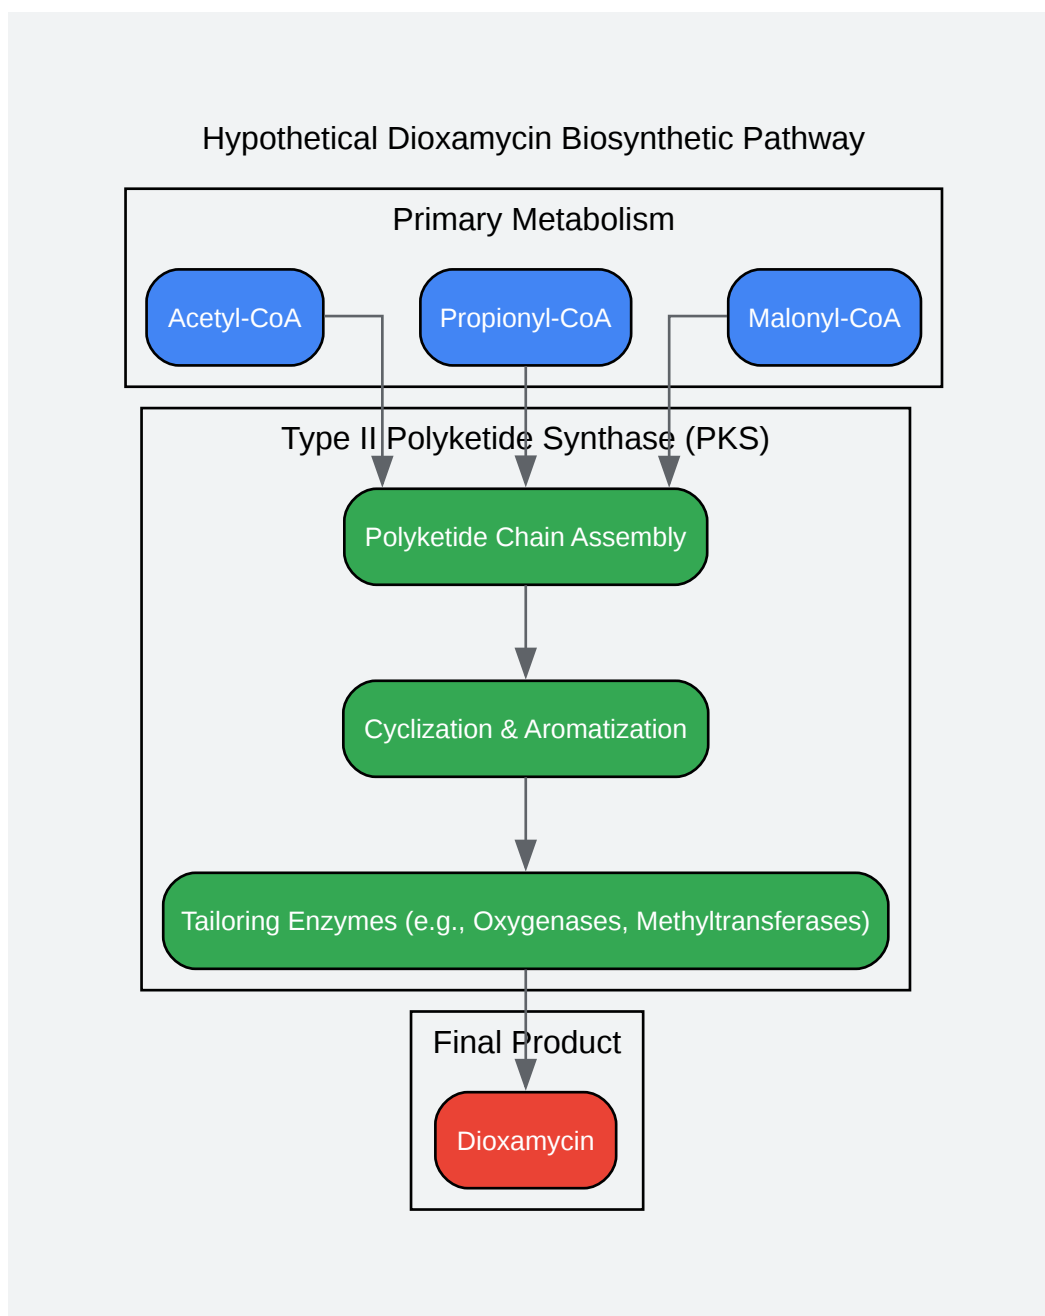 Hypothetical Dioxamycin Biosynthetic Pathway
Primary Metabolism
Acetyl-CoA
Propionyl-CoA
Malonyl-CoA
Type II Polyketide Synthase (PKS)
Polyketide Chain Assembly
Cyclization & Aromatization
Tailoring Enzymes (e.g., Oxygenases, Methyltransferases)
Final Product
Dioxamycin